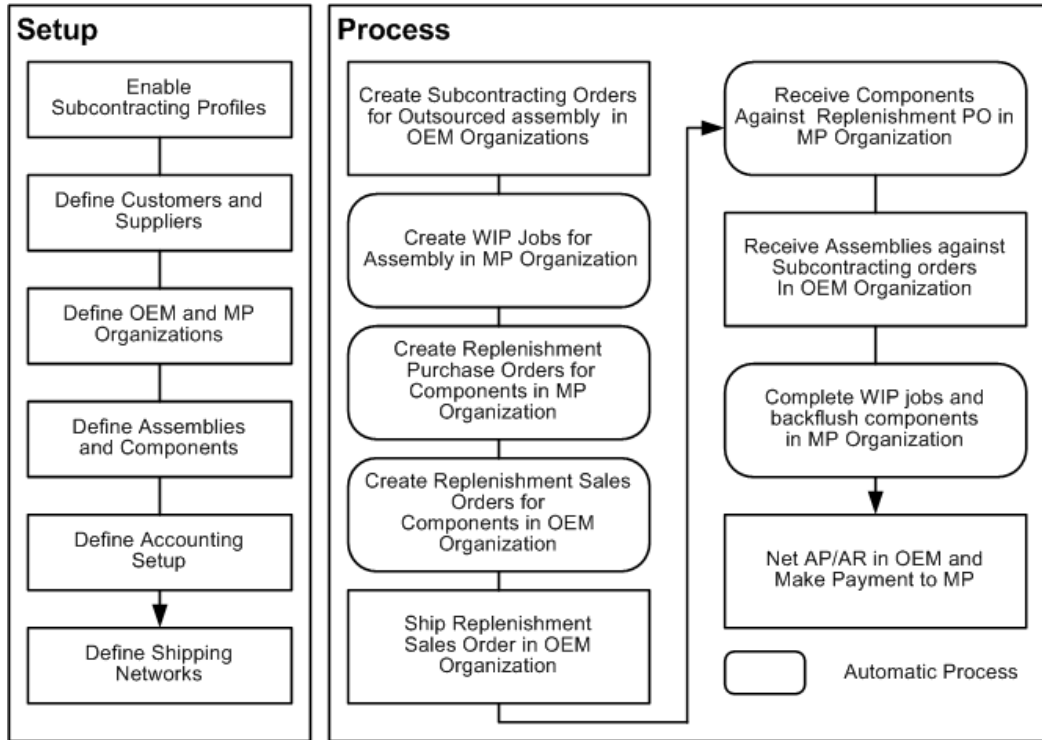 Setup
Enable
Subcontracting Profiles
Define Customers and
Suppliers
Define OEM and MP
Organizations
Define Assemblies
and Components
Define Accounting
Setup
Define Shipping
Networks
Process
Create Subcontracting Orders
for Outsourced assembly in
OEM Organizations
Create WIP Jobs for
Assembly in MP Organization
Create Replenishment
Purchase Orders for
Components in MP
Organization
Create Replenishment Sales
Orders for
Components in OEM
Organization
Ship Replenishment
Sales Order in OEM
Organization
Receive Components
Against Replenishment PO in
MP Organization
Receive Assemblies against
Subcontracting orders
In OEM Organization
Complete WIP jobs and
backflush components
in MP Organization
Net AP/AR in OEM and
Make Payment to MP
Automatic Process